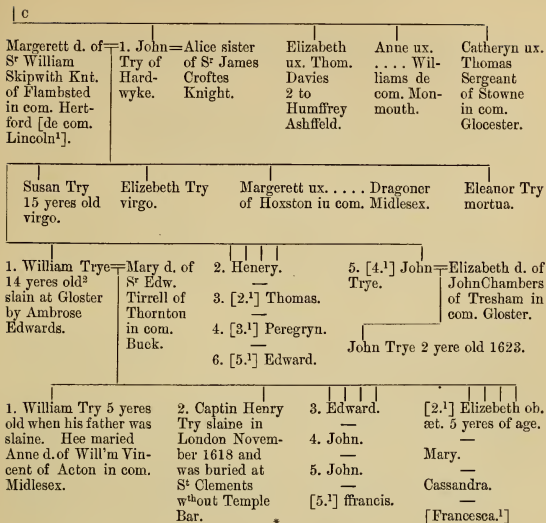 C
Margerett d. of
Sr William
Skipwith Knt.
of Flambsted
in com. Hert-
ford [de com.
Lincoln¹].
1. John=Alice sister
Try of
Hard-
wyke.
of Sr James
Croftes
Knight.
Elizabeth
ux. Thom.
Davies
2 to
Humffrey
Ashffeld.
Anne ux.
. . . . Wil-
liams de
com. Mon-
mouth.
Catheryn ux.
Thomas
Sergeant
of Stowne
in com.
Glocester.
Susan Try
15 yeres old
virgo.
Elizebeth Try
virgo.
Margerett ux. . . . . . Dragoner
of Hoxston iu com. Midlesex.
Eleanor Try
mortua.
1. William Trye
14 yeres old²
slain at Gloster
by Ambrose
Edwards.
Mary d. of
Sr Edw.
Tirrell of
Thornton
in com.
Buck.
2. Henery.
—
3. [2.¹] Thomas.
—
4. [3.¹] Peregryn.
—
6. [5.¹] Edward.
5. [4.¹] John
Trye.
Elizabeth d. of
JohnChambers
of Tresham in
com. Gloster.
John Trye 2 yere old 1623.
1. William Try 5 yeres
old when his father was
slaine. Hee maried
Anne d. of Will'm Vin-
cent of Acton in com.
Midlesex.
2. Captin Henry
Try slaine in
London Novem-
ber 1618 and
was buried at
St Clements
wthout Temple
Bar.
3. Edward.
—
4. John.
—
5. John.
—
[5.¹] ffrancis.
[2.¹] Elizebeth ob.
æt. 5 yeres of age.
—
Mary.
—
Cassandra.
—
[Francesca.¹]